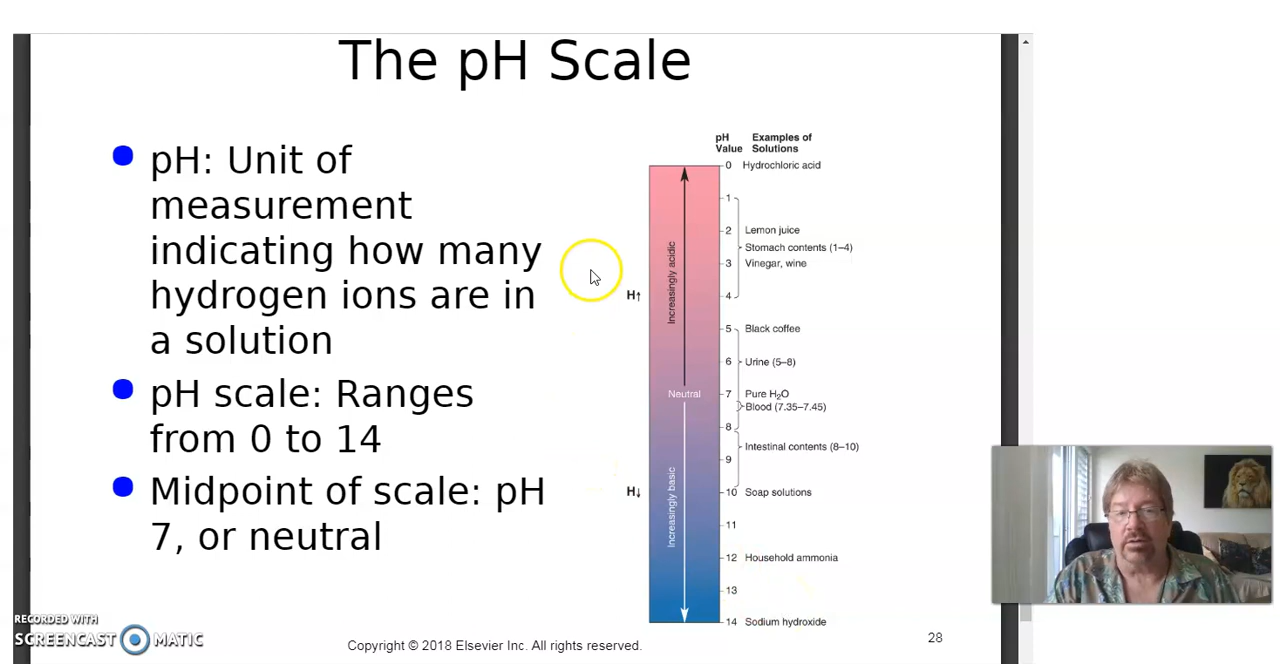 The pH Scale
pH: Unit of
measurement
indicating how many
hydrogen ions are in
a solution
pH scale: Ranges
from 0 to 14
Midpoint of scale: pH
7, or neutral
pH Examples of
Value Solutions
0 Hydrochloric acid
1
2 Lemon juice
Stomach contents (1–4)
3 Vinegar, wine
4
5 Black coffee
6 Urine (5–8)
7 Pure H₂O
Blood (7.35–7.45)
8
Intestinal contents (8–10)
9
10 Soap solutions
11
12 Household ammonia
13
14 Sodium hydroxide
Increasingly acidic
H↑
Neutral
Increasingly basic
H↓
RECORDED WITH
SCREENCAST MATIC
Copyright © 2018 Elsevier Inc. All rights reserved.
28